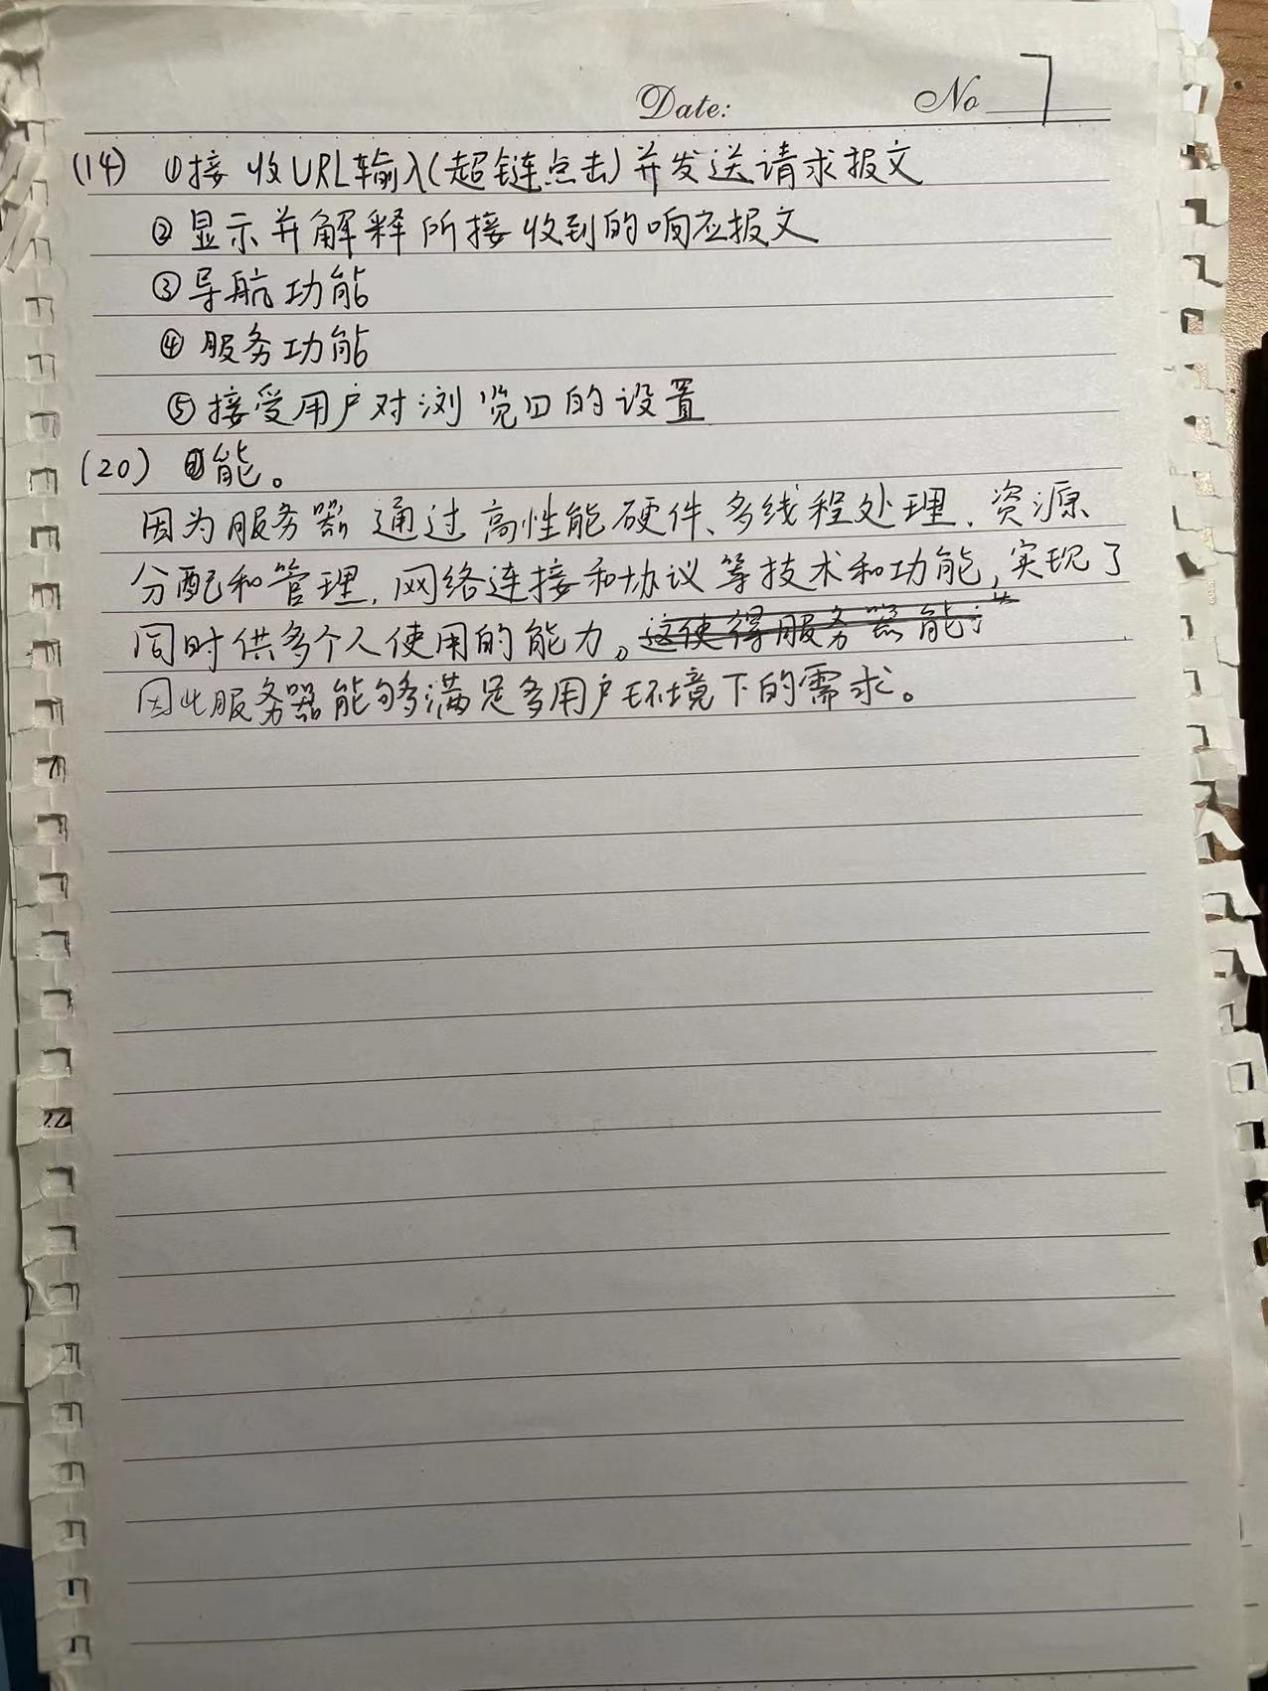 Date: No 7
(14) ①接收URL输入(超链点击)并发送请求报文
②显示并解释所接收到的响应报文
③导航功能
④服务功能
⑤接受用户对浏览口的设置
(20) 能。
因为服务器通过高性能硬件、多线程处理、资源
分配和管理、网络连接和协议等技术和功能,实现了
同时供多个人使用的能力。这使得服务器能
因此服务器能够满足多用户环境下的需求。